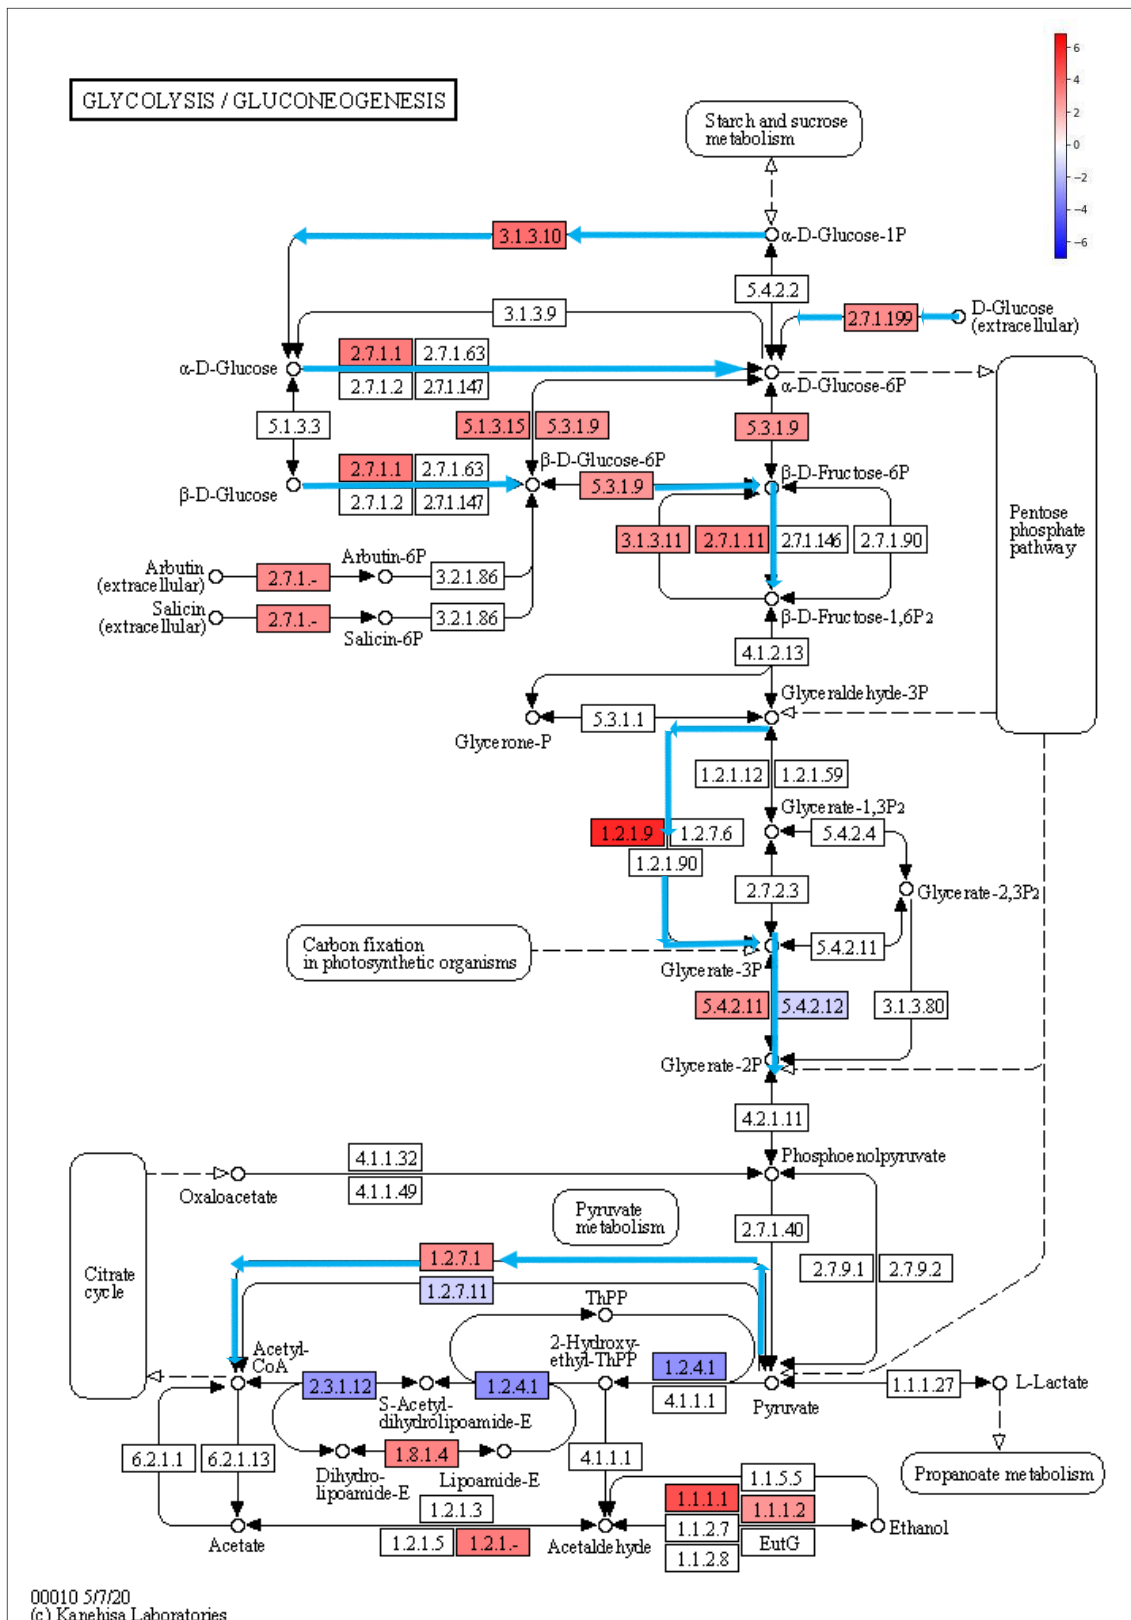 6
4
2
0
−2
−4
−6
GLYCOLYSIS / GLUCONEOGENESIS
Starch and sucrose
metabolism
3.1.3.10
α-D-Glucose-1P
5.4.2.2
3.1.3.9
2.7.1.199
D-Glucose
(extracellular)
2.7.1.1
2.7.1.63
α-D-Glucose
2.7.1.2
2.7.1.147
α-D-Glucose-6P
5.1.3.3
5.1.3.15
5.3.1.9
5.3.1.9
2.7.1.1
2.7.1.63
β-D-Glucose-6P
β-D-Fructose-6P
β-D-Glucose
2.7.1.2
2.7.1.147
5.3.1.9
Pentose
phosphate
pathway
3.1.3.11
2.7.1.11
2.7.1.146
2.7.1.90
Arbutin-6P
Arbutin
(extracellular)
2.7.1.-
3.2.1.86
Salicin
(extracellular)
2.7.1.-
Salicin-6P
3.2.1.86
β-D-Fructose-1,6P2
4.1.2.13
Glyceraldehyde-3P
5.3.1.1
Glycerone-P
1.2.1.12
1.2.1.59
Glycerate-1,3P2
1.2.1.9
1.2.7.6
5.4.2.4
1.2.1.90
2.7.2.3
Glycerate-2,3P2
Carbon fixation
in photosynthetic organisms
5.4.2.11
Glycerate-3P
5.4.2.11
5.4.2.12
3.1.3.80
Glycerate-2P
4.2.1.11
4.1.1.32
Phosphoenolpyruvate
Oxaloacetate
4.1.1.49
Pyruvate
metabolism
2.7.1.40
1.2.7.1
2.7.9.1
2.7.9.2
Citrate
cycle
1.2.7.11
ThPP
Acetyl-
CoA
2-Hydroxy-
ethyl-ThPP
1.2.4.1
2.3.1.12
S-Acetyl-
dihydrolipoamide-E
1.2.4.1
4.1.1.1
Pyruvate
1.1.1.27
L-Lactate
6.2.1.1
6.2.1.13
Dihydro-
lipoamide-E
1.8.1.4
Lipoamide-E
4.1.1.1
Propanoate metabolism
1.1.5.5
1.2.1.3
1.1.1.1
1.1.1.2
Acetate
1.2.1.5
1.2.1.-
Acetaldehyde
1.1.2.7
EutG
Ethanol
1.1.2.8
00010 5/7/20
(c) Kanehisa Laboratories